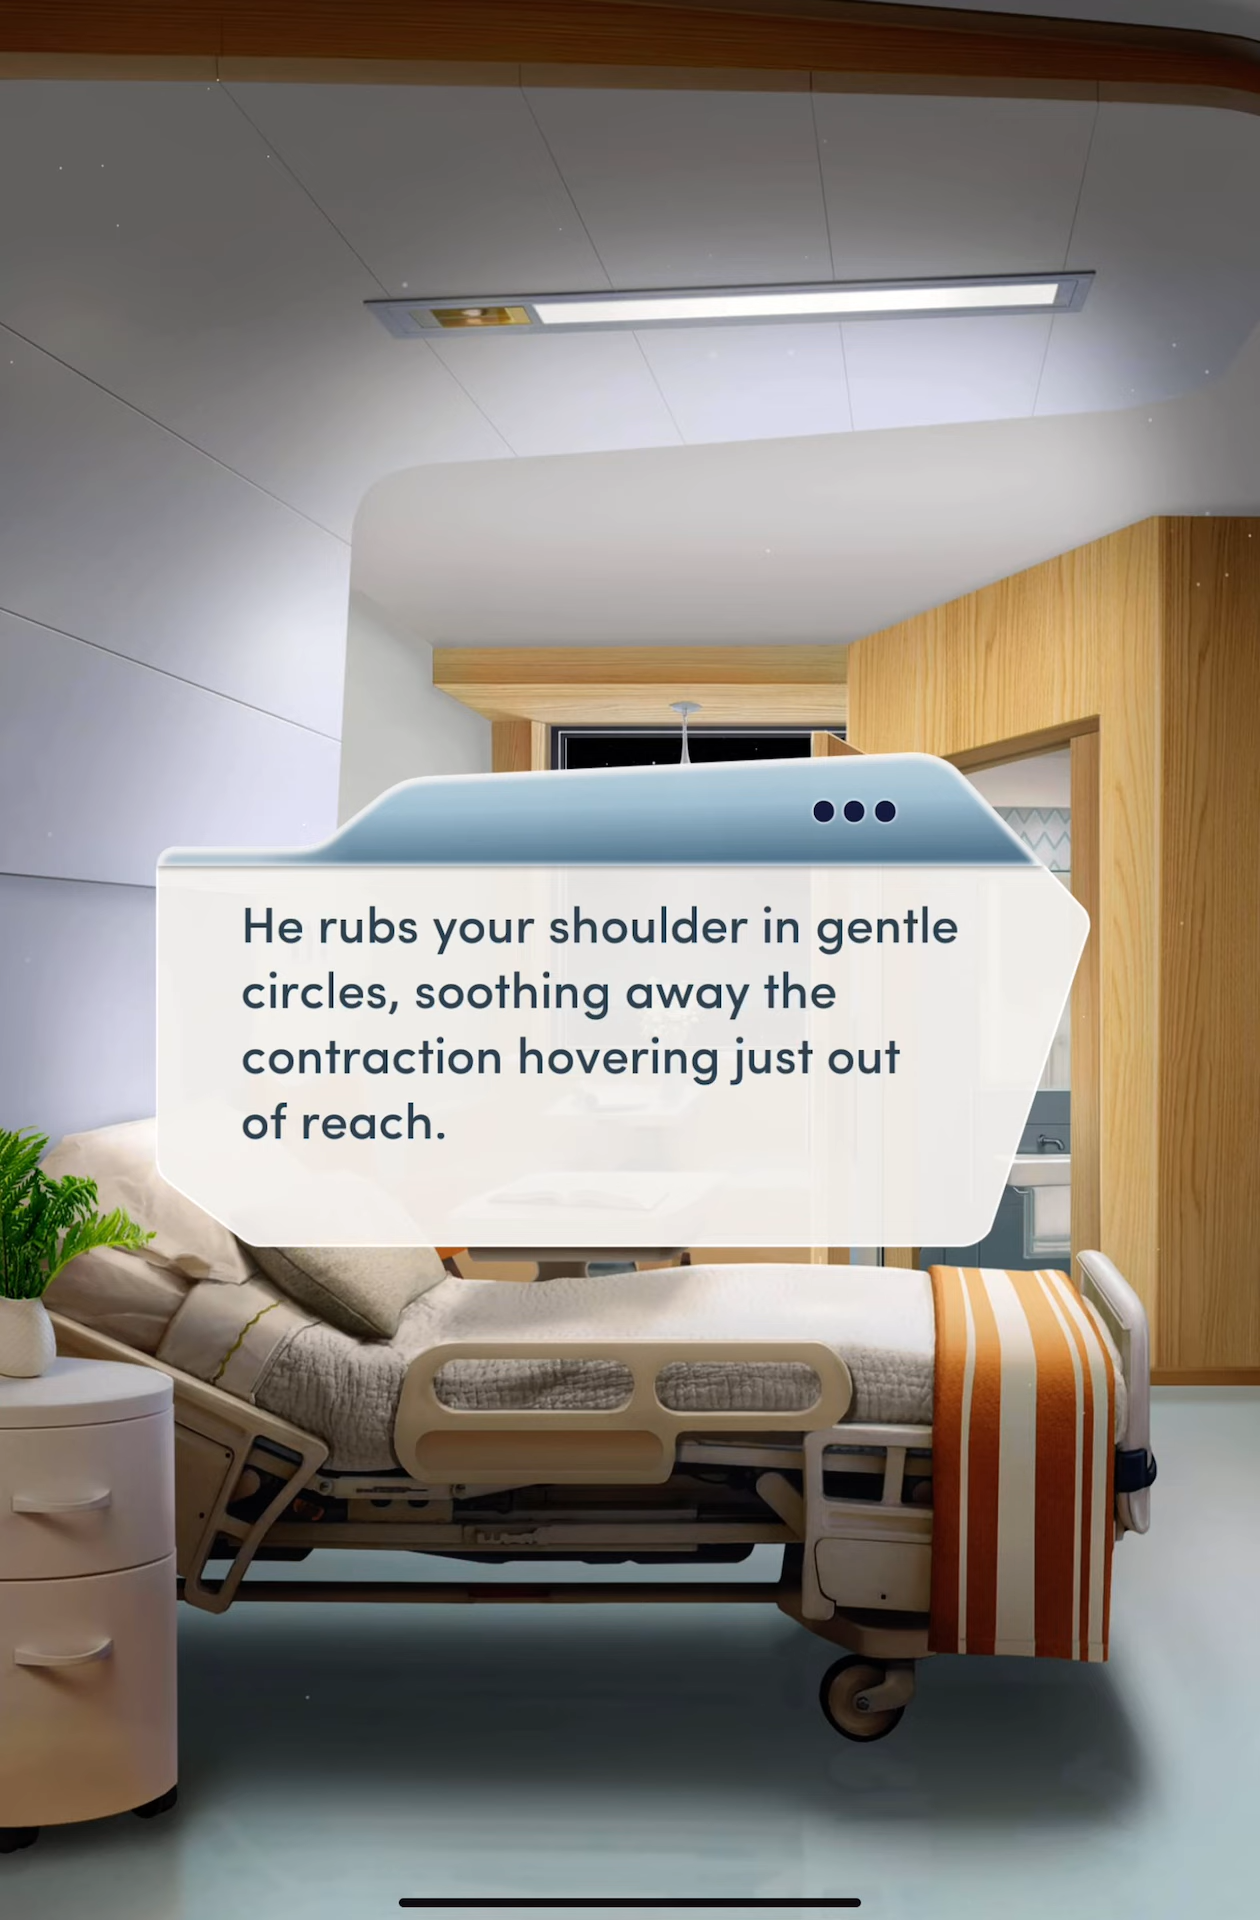 He rubs your shoulder in gentle
circles, soothing away the
contraction hovering just out
of reach.